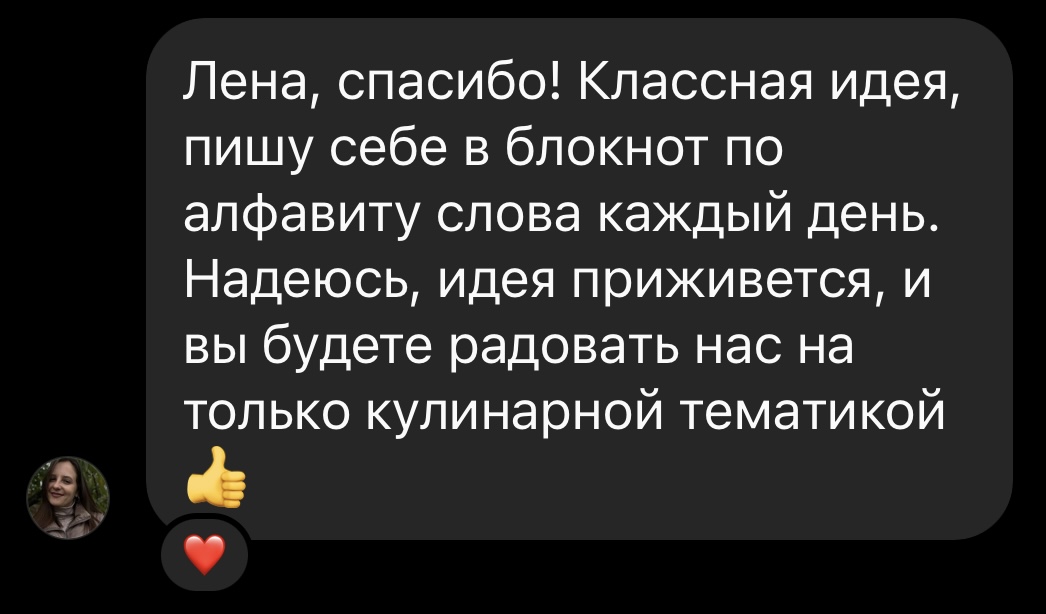 Лена, спасибо! Классная идея,
пишу себе в блокнот по
алфавиту слова каждый день.
Надеюсь, идея приживется, и
вы будете радовать нас на
только кулинарной тематикой
👍
❤️